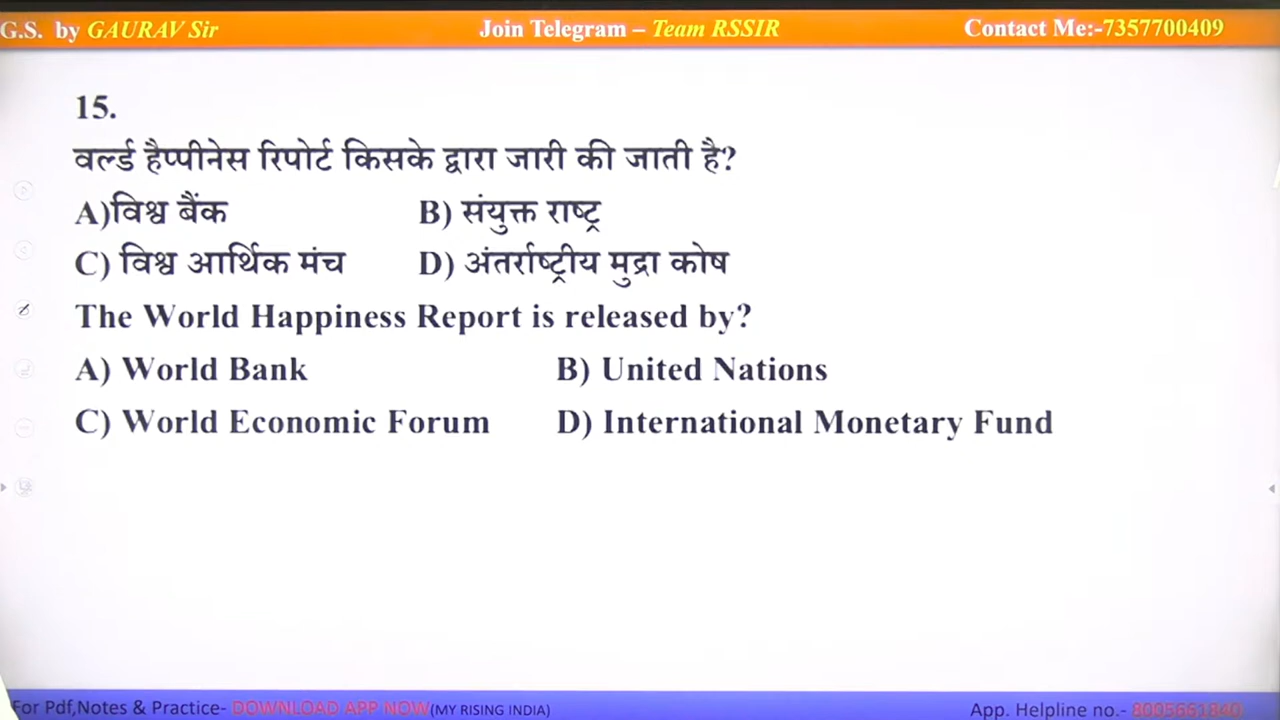 G.S. by GAURAV Sir Join Telegram – Team RSSIR Contact Me:-7357700409
15.
वर्ल्ड हैप्पीनेस रिपोर्ट किसके द्वारा जारी की जाती है?
A)विश्व बैंक B) संयुक्त राष्ट्र
C) विश्व आर्थिक मंच D) अंतर्राष्ट्रीय मुद्रा कोष
The World Happiness Report is released by?
A) World Bank B) United Nations
C) World Economic Forum D) International Monetary Fund
For Pdf,Notes & Practice- DOWNLOAD APP NOW(MY RISING INDIA) App. Helpline no.- 8005661840